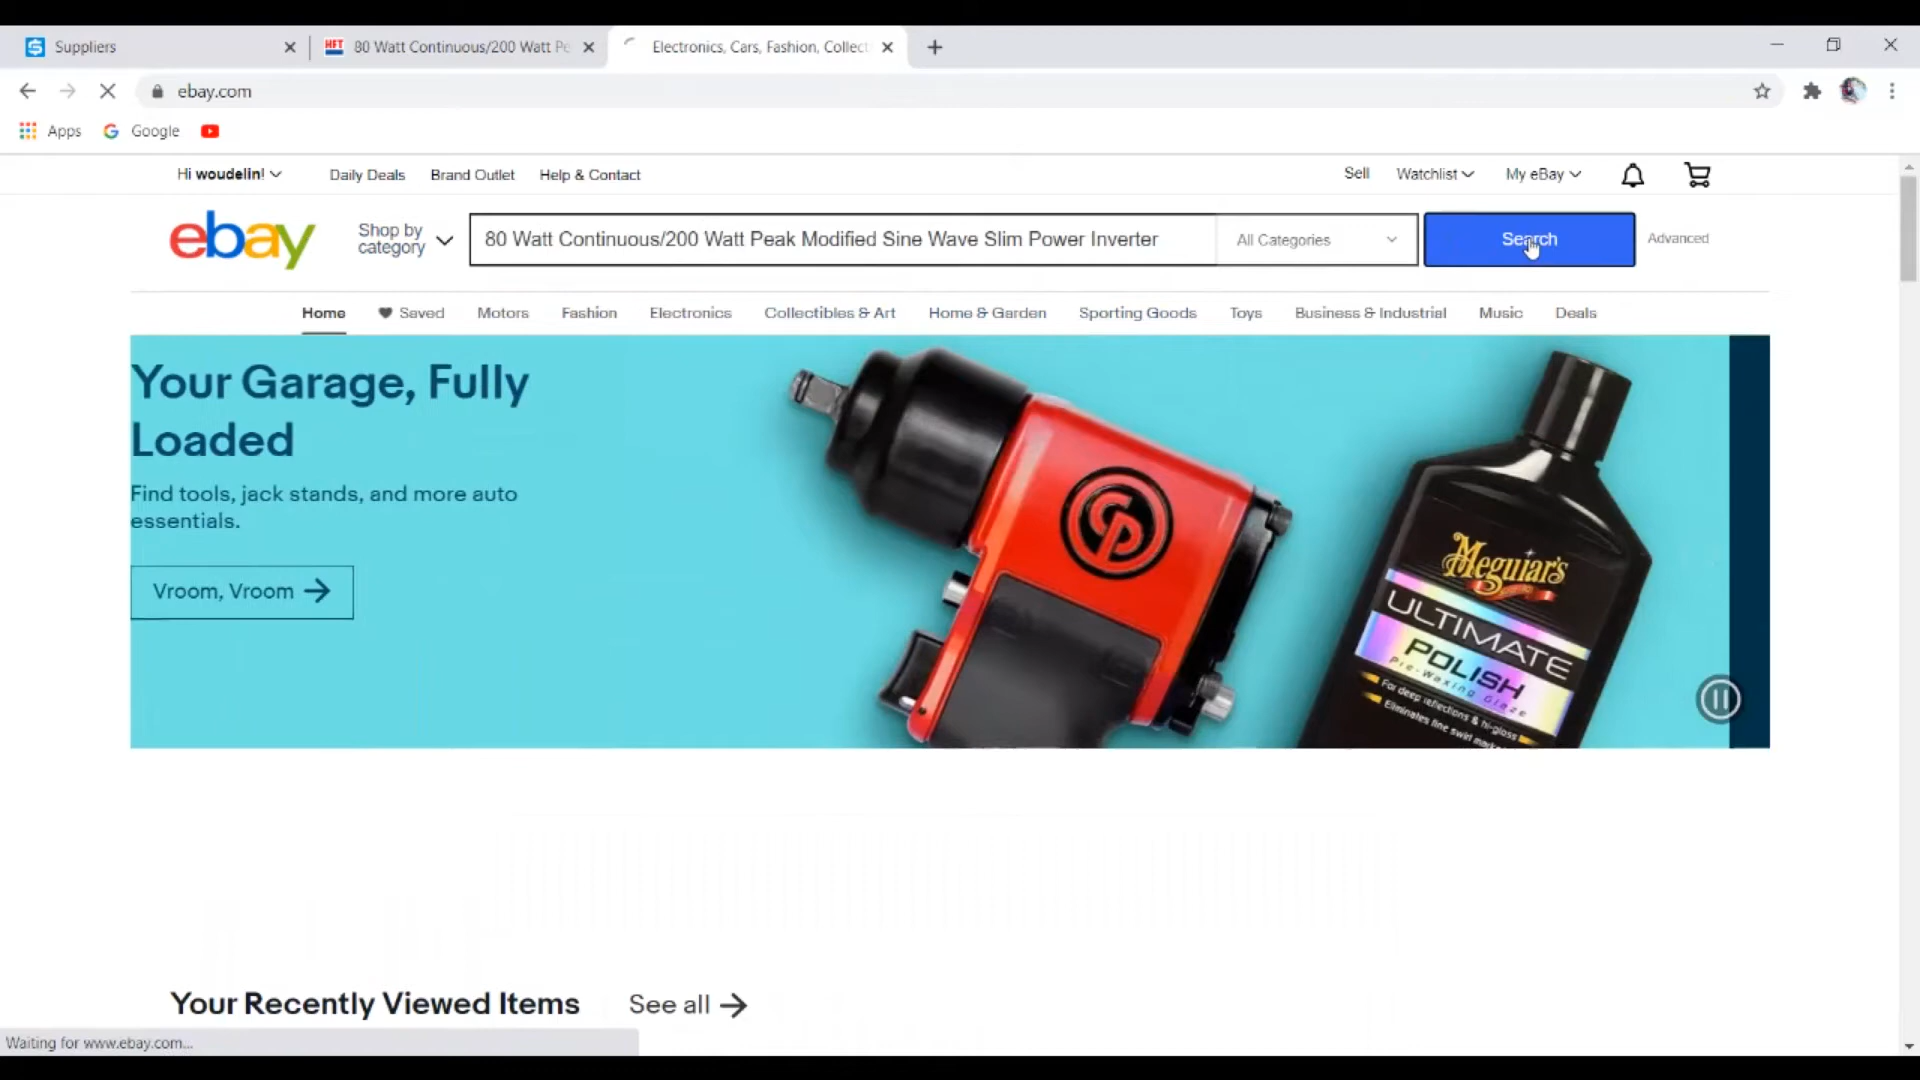 Suppliers
HFT 80 Watt Continuous/200 Watt Pe
Electronics, Cars, Fashion, Collect
ebay.com
Apps
Google
Hi woudelin!
Daily Deals
Brand Outlet
Help & Contact
Sell
Watchlist
My eBay
ebay
Shop by
category
80 Watt Continuous/200 Watt Peak Modified Sine Wave Slim Power Inverter
All Categories
Search
Advanced
Home
Saved
Motors
Fashion
Electronics
Collectibles & Art
Home & Garden
Sporting Goods
Toys
Business & Industrial
Music
Deals
Your Garage, Fully
Loaded
Find tools, jack stands, and more auto
essentials.
Vroom, Vroom
CP
Meguiar's
ULTIMATE
POLISH
Pre-Waxing Glaze
For deep reflections & hi-gloss
Eliminates fine swirl marks
Your Recently Viewed Items
See all
Waiting for www.ebay.com...